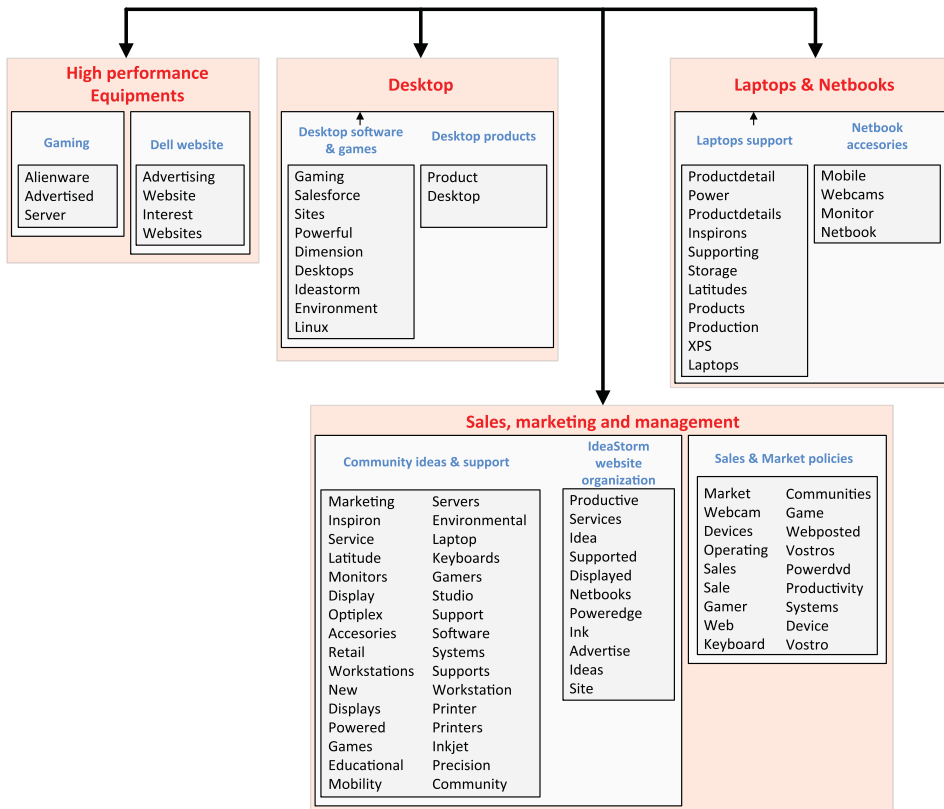 High performance
Equipments
Gaming
Alienware
Advertised
Server
Dell website
Advertising
Website
Interest
Websites
Desktop
Desktop software
& games
Gaming
Salesforce
Sites
Powerful
Dimension
Desktops
Ideastorm
Environment
Linux
Desktop products
Product
Desktop
Laptops & Netbooks
Laptops support
Productdetail
Power
Productdetails
Inspirons
Supporting
Storage
Latitudes
Products
Production
XPS
Laptops
Netbook
accesories
Mobile
Webcams
Monitor
Netbook
Sales, marketing and management
Community ideas & support
Marketing
Inspiron
Service
Latitude
Monitors
Display
Optiplex
Accesories
Retail
Workstations
New
Displays
Powered
Games
Educational
Mobility
Servers
Environmental
Laptop
Keyboards
Gamers
Studio
Support
Software
Systems
Supports
Workstation
Printer
Printers
Inkjet
Precision
Community
IdeaStorm
website
organization
Productive
Services
Idea
Supported
Displayed
Netbooks
Poweredge
Ink
Advertise
Ideas
Site
Sales & Market policies
Market
Webcam
Devices
Operating
Sales
Sale
Gamer
Web
Keyboard
Communities
Game
Webposted
Vostros
Powerdvd
Productivity
Systems
Device
Vostro